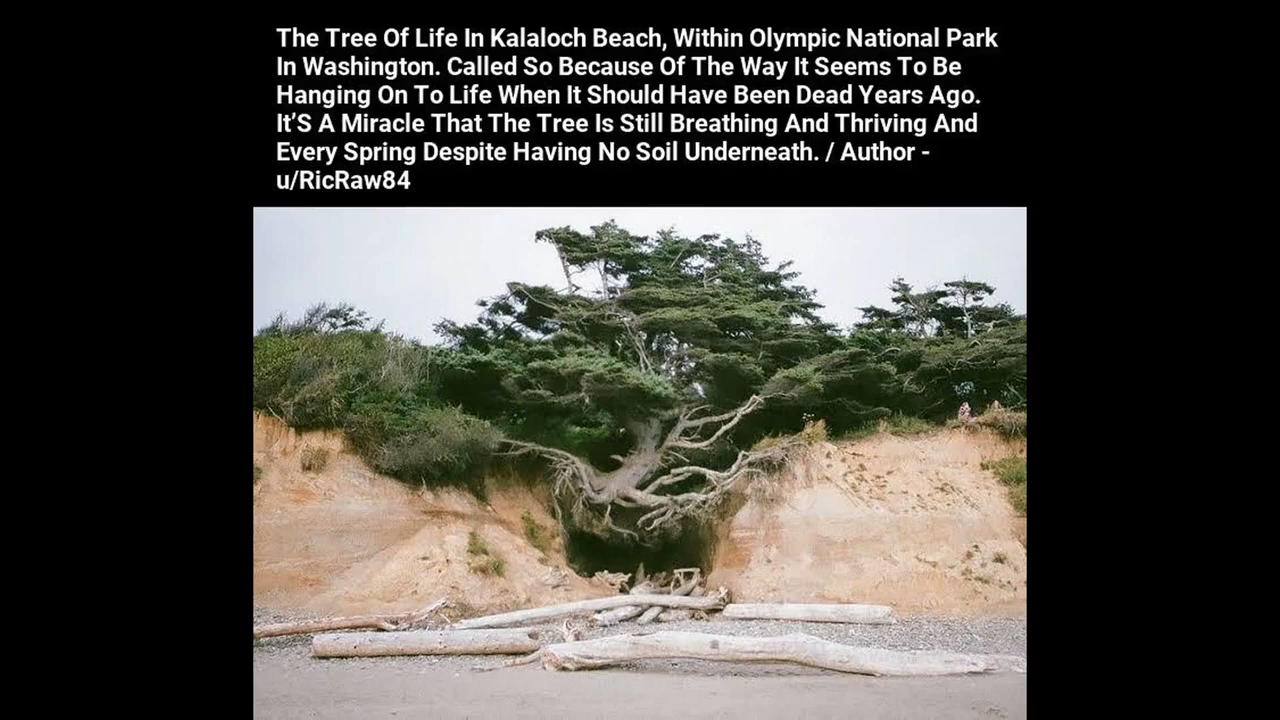 The Tree Of Life In Kalaloch Beach, Within Olympic National Park
In Washington. Called So Because Of The Way It Seems To Be
Hanging On To Life When It Should Have Been Dead Years Ago.
It’S A Miracle That The Tree Is Still Breathing And Thriving And
Every Spring Despite Having No Soil Underneath. / Author -
u/RicRaw84